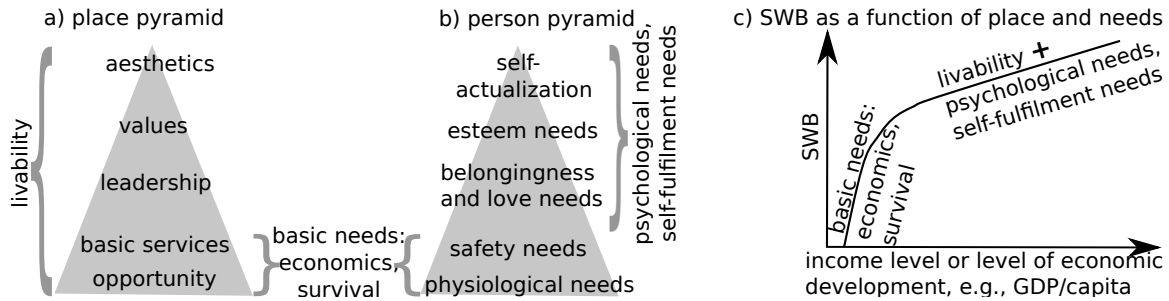 a) place pyramid
livability
aesthetics
values
leadership
basic services
opportunity
basic needs:
economics,
survival
b) person pyramid
self-
actualization
esteem needs
belongingness
and love needs
safety needs
physiological needs
psychological needs,
self-fulfilment needs
c) SWB as a function of place and needs
SWB
basic needs:
economics,
survival
livability +
psychological needs,
self-fulfilment needs
income level or level of economic
development, e.g., GDP/capita